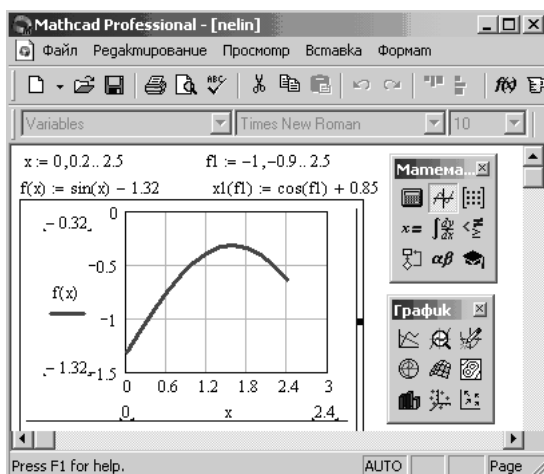 Mathcad Professional - [nelin]
Файл Редактирование Просмотр Вставка Формат
Variables Times New Roman 10
x := 0,0.2.. 2.5 f1 := −1,−0.9.. 2.5
f(x) := sin(x) − 1.32 x1(f1) := cos(f1) + 0.85
− 0.32
f(x)
− 1.32
0
−0.5
−1
−1.5
0 0.6 1.2 1.8 2.4 3
0 x 2.4
Матема...
График
Press F1 for help. AUTO Page